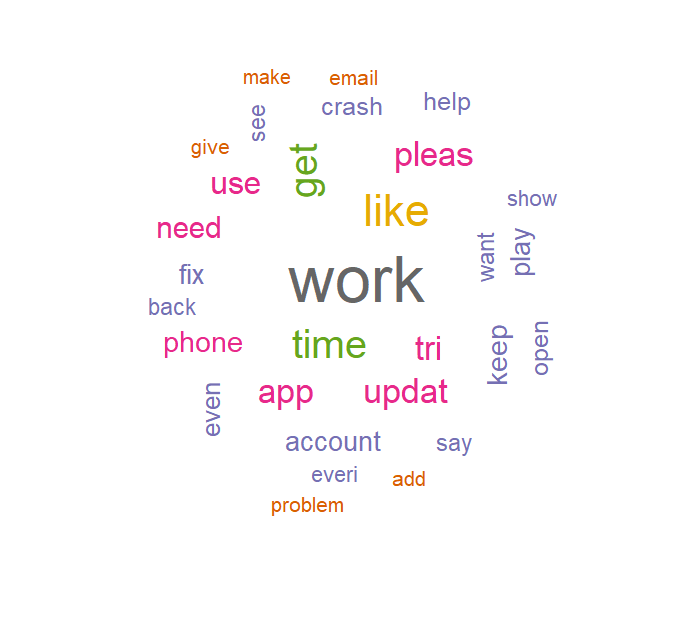 make email
see crash help
give get pleas
use like show
need want play
fix work
back
phone time tri keep open
even app updat
account say
everi add
problem